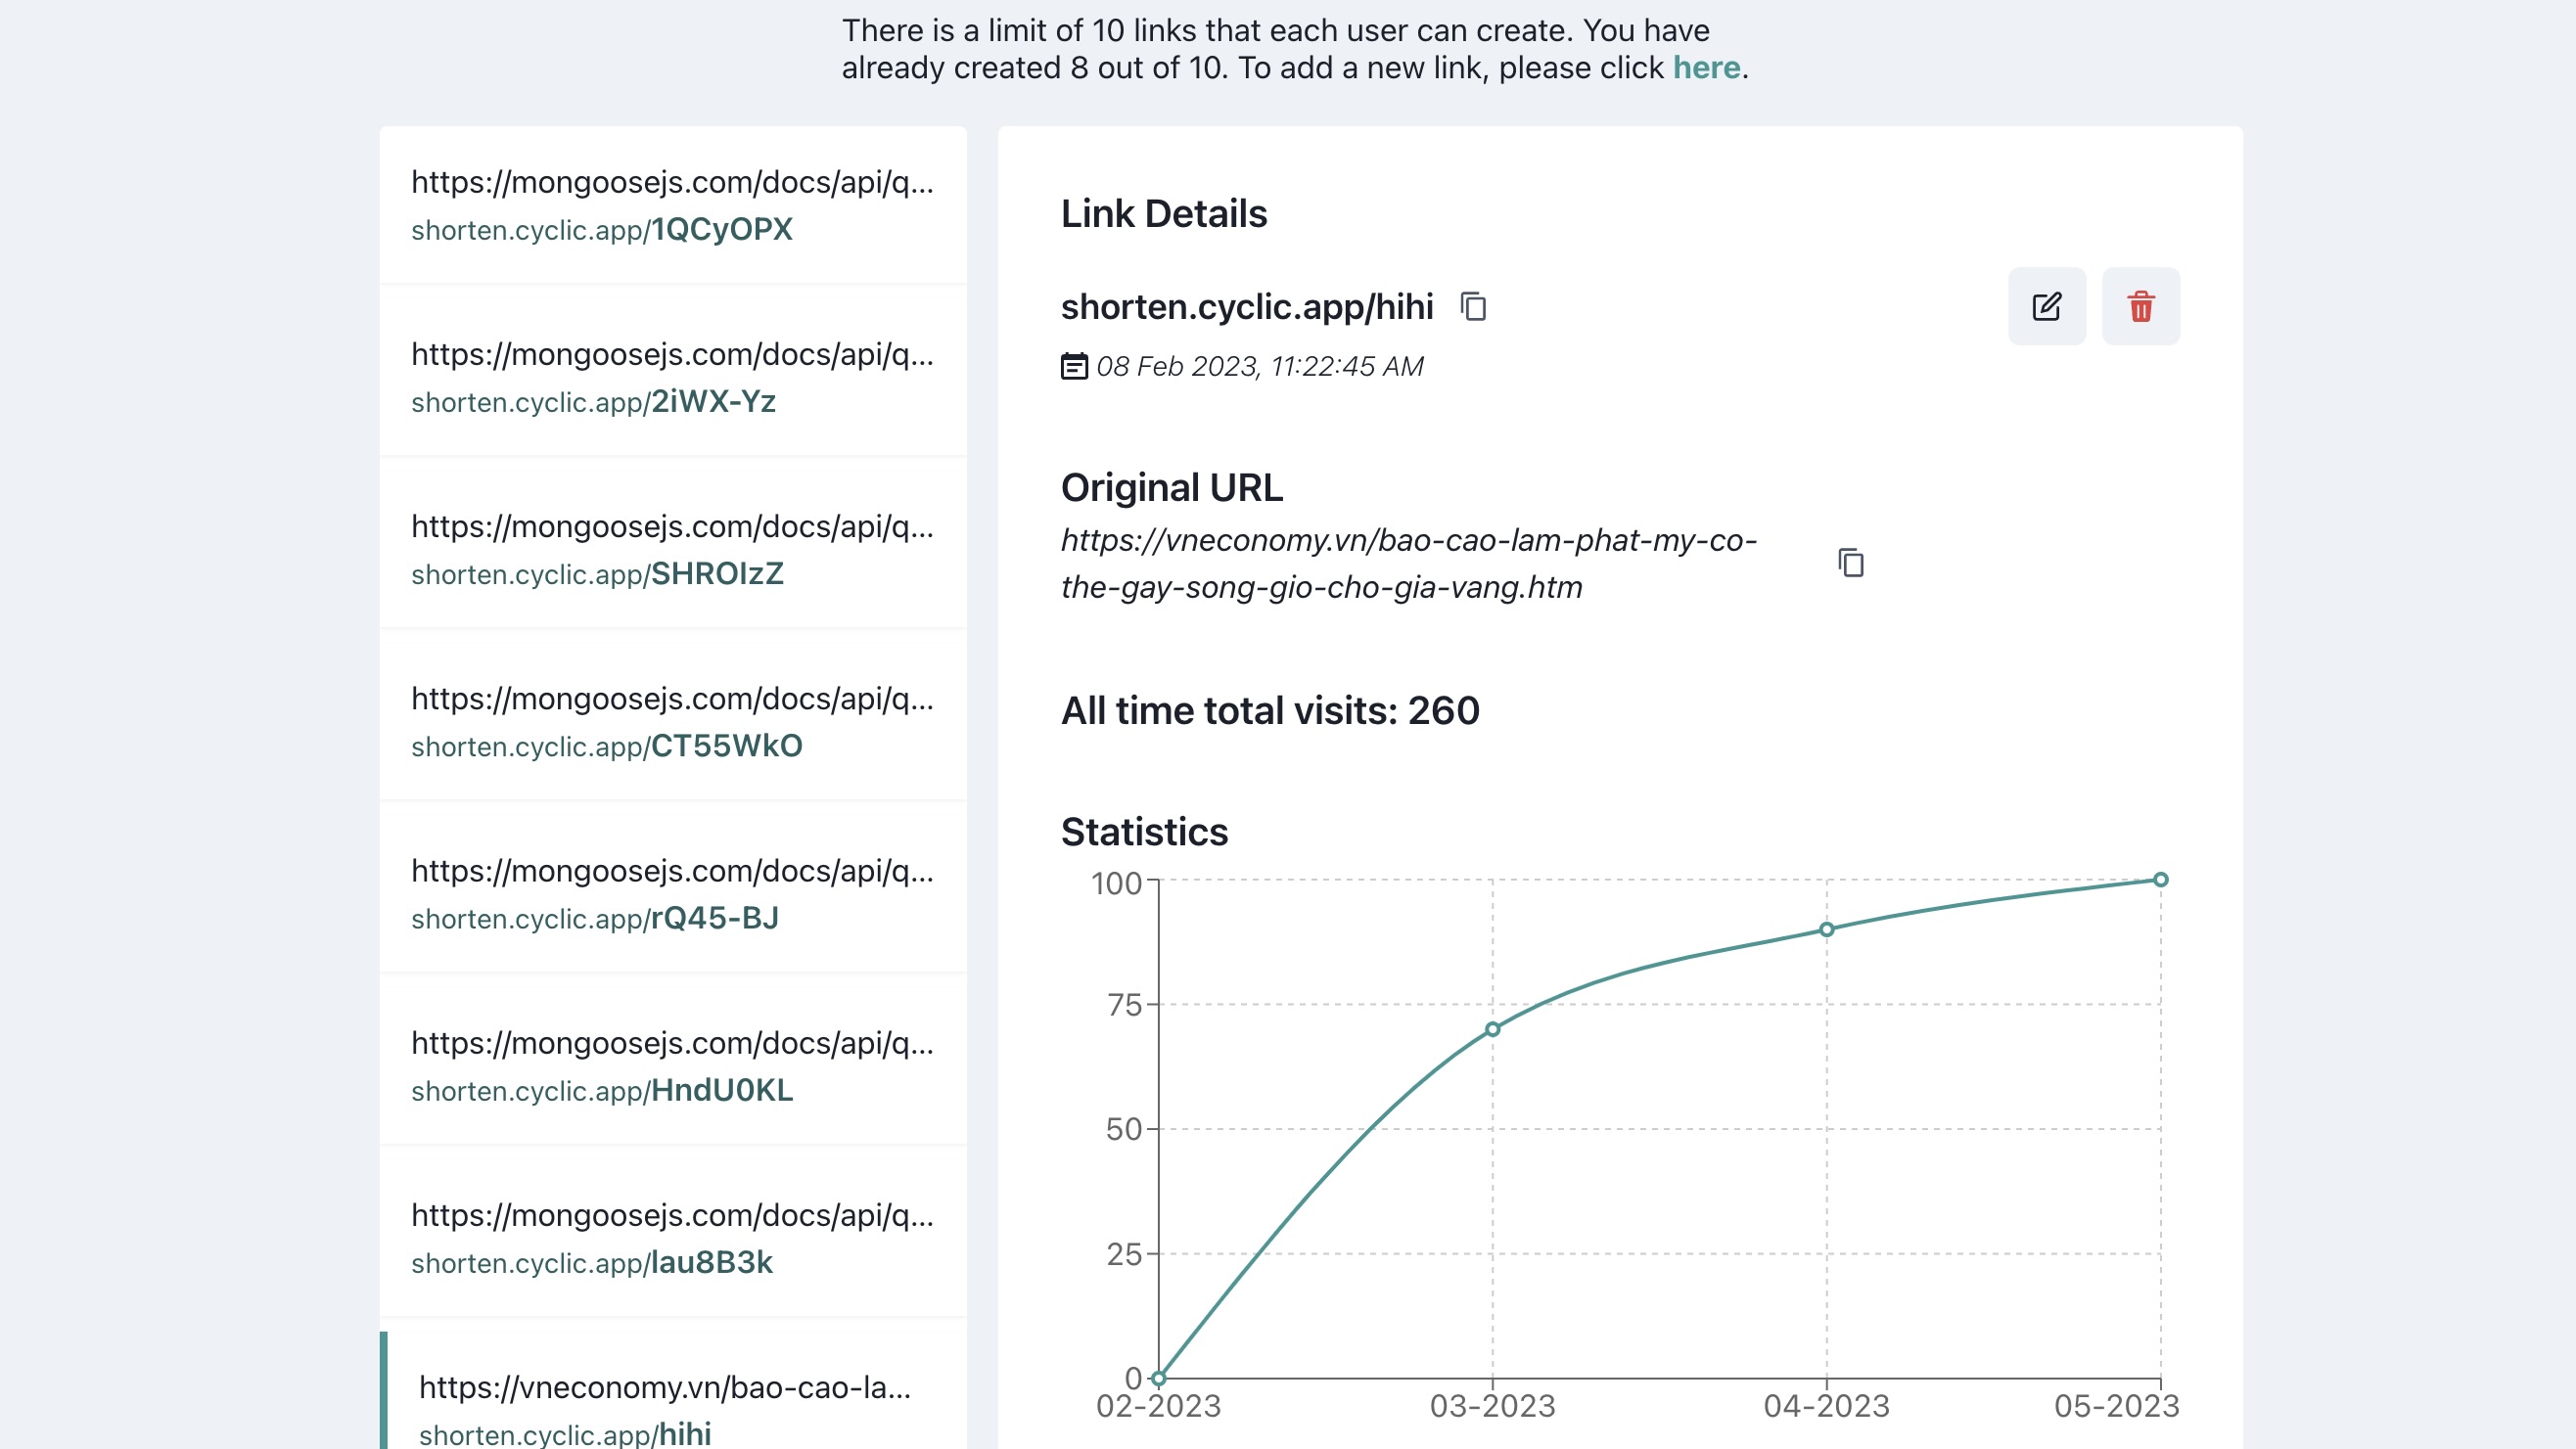 There is a limit of 10 links that each user can create. You have
already created 8 out of 10. To add a new link, please click here.
https://mongoosejs.com/docs/api/q...
shorten.cyclic.app/1QCyOPX
https://mongoosejs.com/docs/api/q...
shorten.cyclic.app/2iWX-Yz
https://mongoosejs.com/docs/api/q...
shorten.cyclic.app/SHROIzZ
https://mongoosejs.com/docs/api/q...
shorten.cyclic.app/CT55WkO
https://mongoosejs.com/docs/api/q...
shorten.cyclic.app/rQ45-BJ
https://mongoosejs.com/docs/api/q...
shorten.cyclic.app/HndU0KL
https://mongoosejs.com/docs/api/q...
shorten.cyclic.app/lau8B3k
https://vneconomy.vn/bao-cao-la...
shorten.cyclic.app/hihi
Link Details
shorten.cyclic.app/hihi
08 Feb 2023, 11:22:45 AM
Original URL
https://vneconomy.vn/bao-cao-lam-phat-my-co-
the-gay-song-gio-cho-gia-vang.htm
All time total visits: 260
Statistics
100
75
50
25
0
02-2023 03-2023 04-2023 05-2023